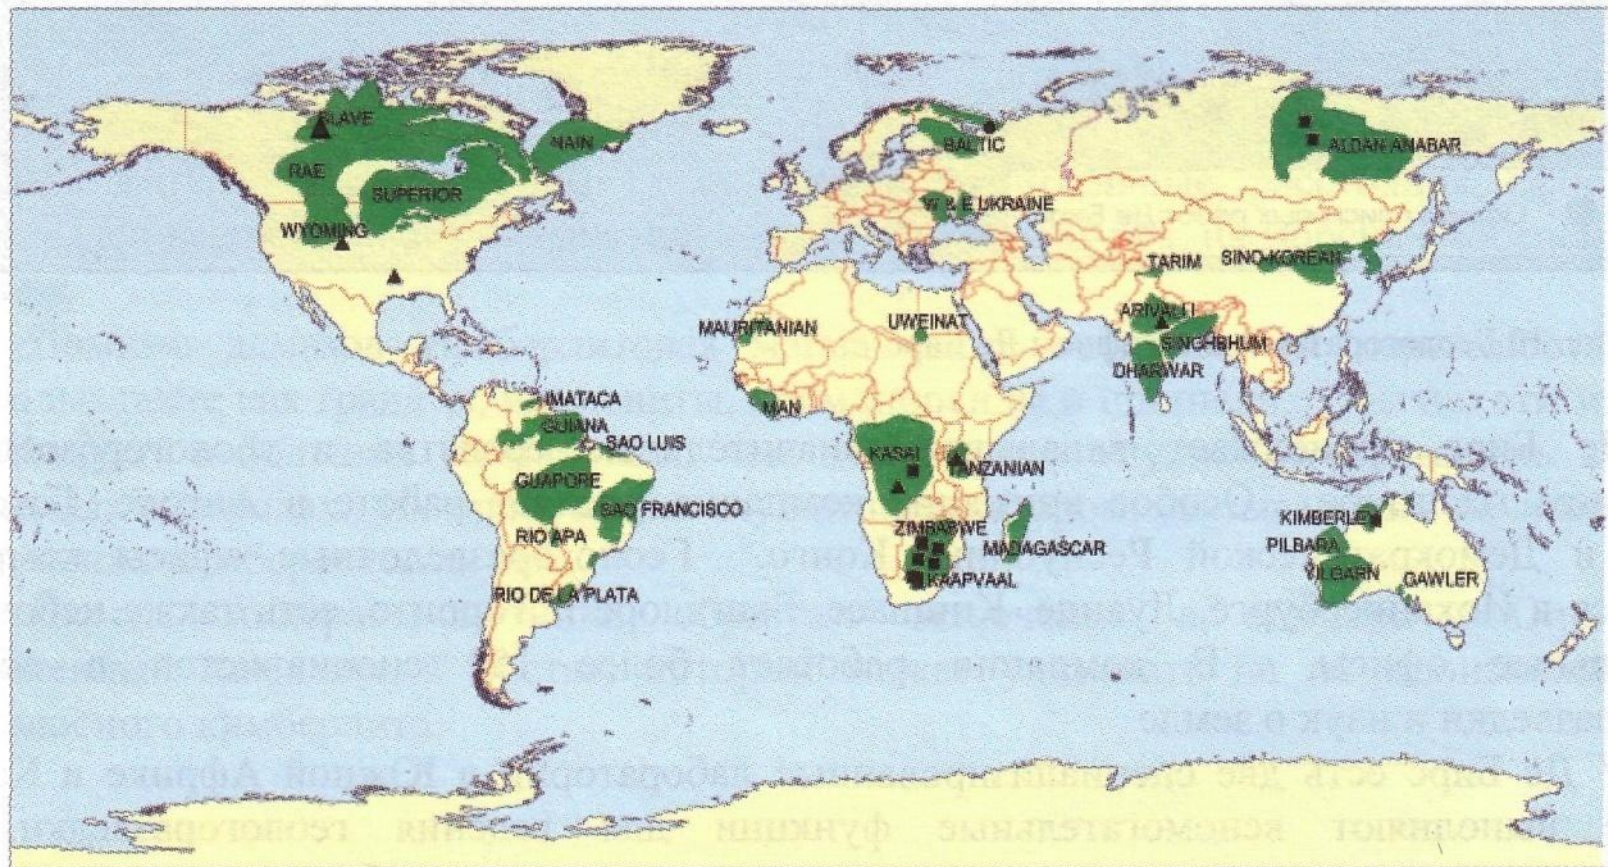 SLAVE
NAIN
RAE
SUPERIOR
WYOMING
BALTIC
ALDAN ANABAR
W & E UKRAINE
TARIM
SINO-KOREAN
MAURITANIAN
UWEINAT
ARIVALLI
SINGHBHUM
DHARWAR
MAN
IMATACA
GUIANA
SAO LUIS
GUAPORE
SAO FRANCISCO
RIO APA
RIO DE LA PLATA
KASAI
TANZANIAN
ZIMBABWE
MADAGASCAR
KAAPVAAL
KIMBERLEY
PILBARA
YILGARN
GAWLER